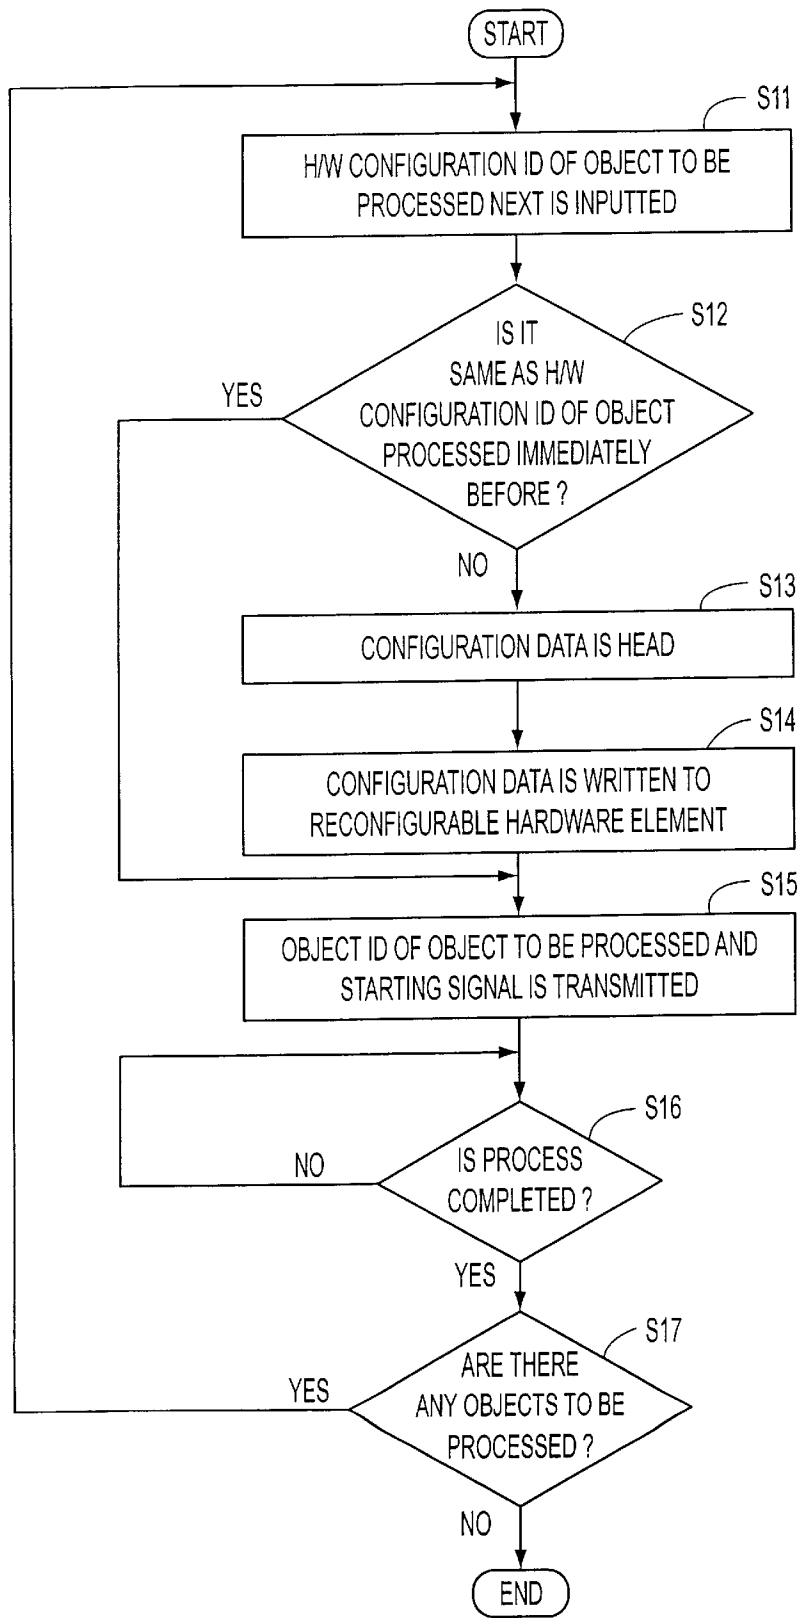 START
S11
H/W CONFIGURATION ID OF OBJECT TO BE
PROCESSED NEXT IS INPUTTED
S12
IS IT
SAME AS H/W
CONFIGURATION ID OF OBJECT
PROCESSED IMMEDIATELY
BEFORE ?
YES
NO
S13
CONFIGURATION DATA IS HEAD
S14
CONFIGURATION DATA IS WRITTEN TO
RECONFIGURABLE HARDWARE ELEMENT
S15
OBJECT ID OF OBJECT TO BE PROCESSED AND
STARTING SIGNAL IS TRANSMITTED
S16
IS PROCESS
COMPLETED ?
NO
YES
S17
ARE THERE
ANY OBJECTS TO BE
PROCESSED ?
YES
NO
END